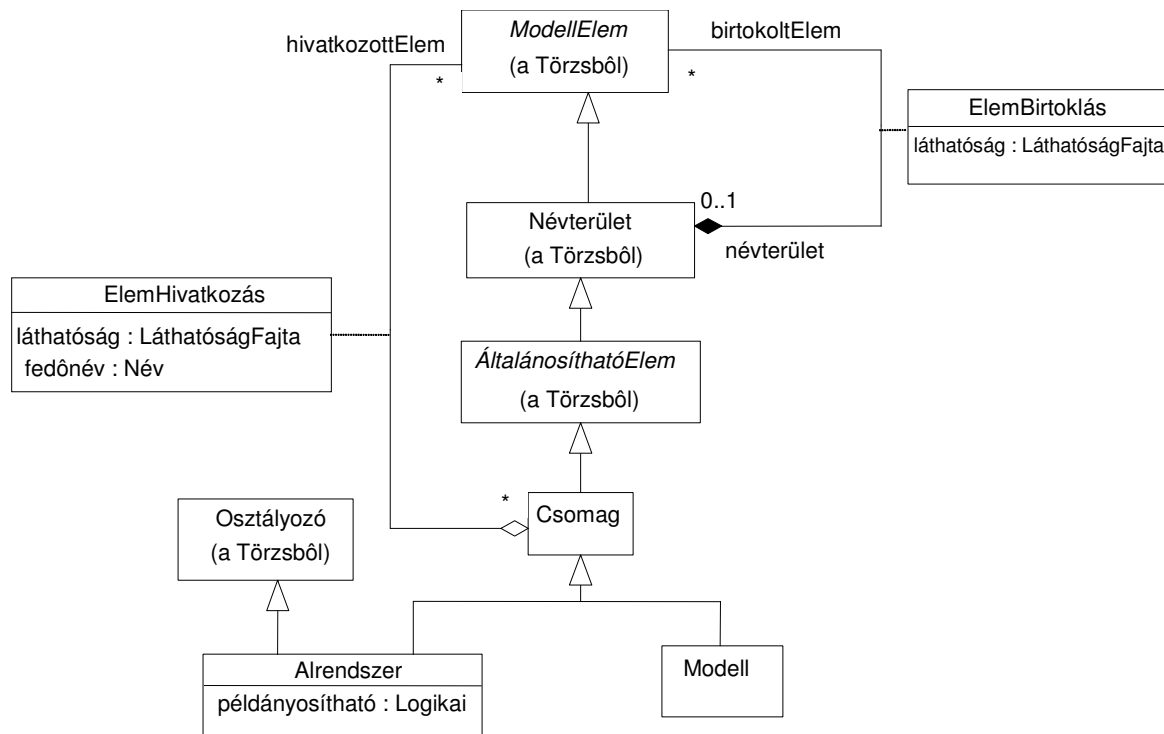 ModellElem
(a Törzsbôl)
hivatkozottElem
*
birtokoltElem
*
ElemBirtoklás
láthatóság : LáthatóságFajta
0..1
Névterület
(a Törzsbôl)
névterület
ElemHivatkozás
láthatóság : LáthatóságFajta
fedônév : Név
ÁltalánosíthatóElem
(a Törzsbôl)
*
Csomag
Osztályozó
(a Törzsbôl)
Alrendszer
példányosítható : Logikai
Modell